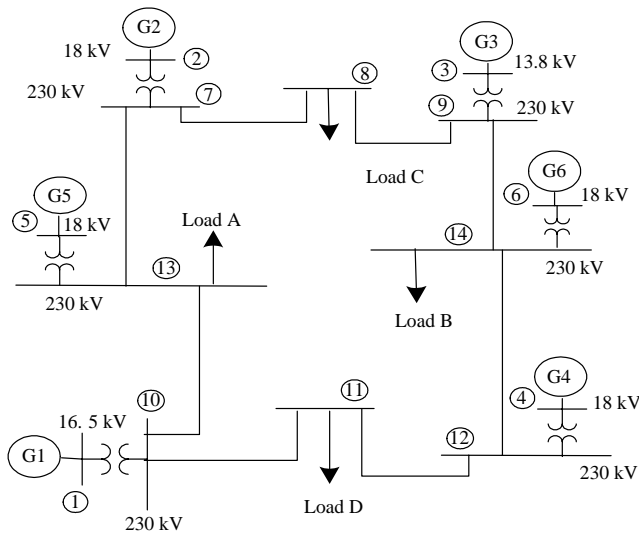 G2
18 kV
2
230 kV
7
8
G3
3
13.8 kV
9
230 kV
Load C
G5
5
18 kV
Load A
G6
6
18 kV
13
14
230 kV
230 kV
Load B
10
11
G4
4
18 kV
16. 5 kV
12
G1
1
230 kV
Load D
230 kV